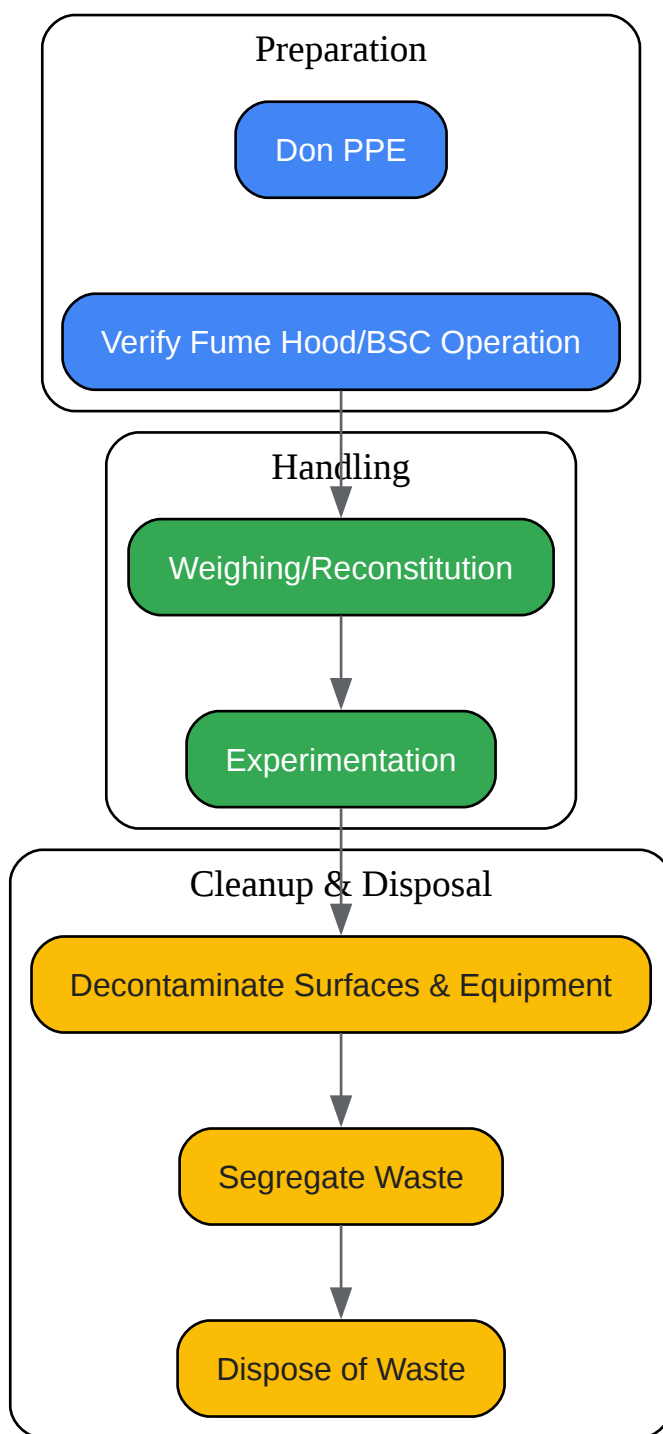 Preparation
Don PPE
Verify Fume Hood/BSC Operation
Handling
Weighing/Reconstitution
Experimentation
Cleanup & Disposal
Decontaminate Surfaces & Equipment
Segregate Waste
Dispose of Waste